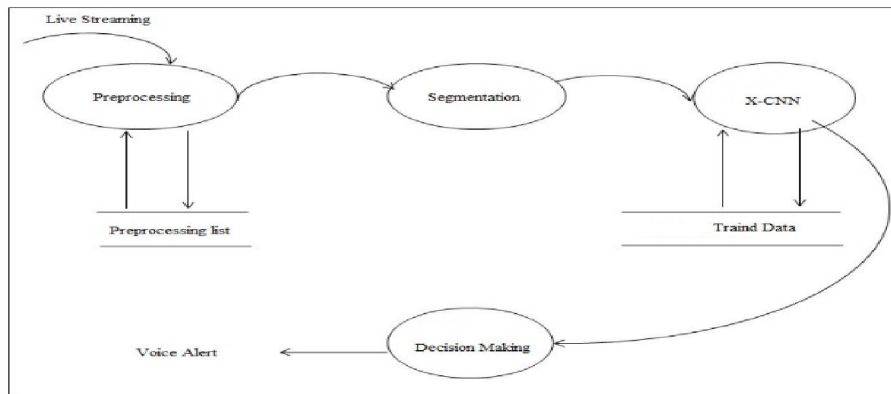 Live Streaming
Preprocessing
Segmentation
X-CNN
Preprocessing list
Traind Data
Decision Making
Voice Alert